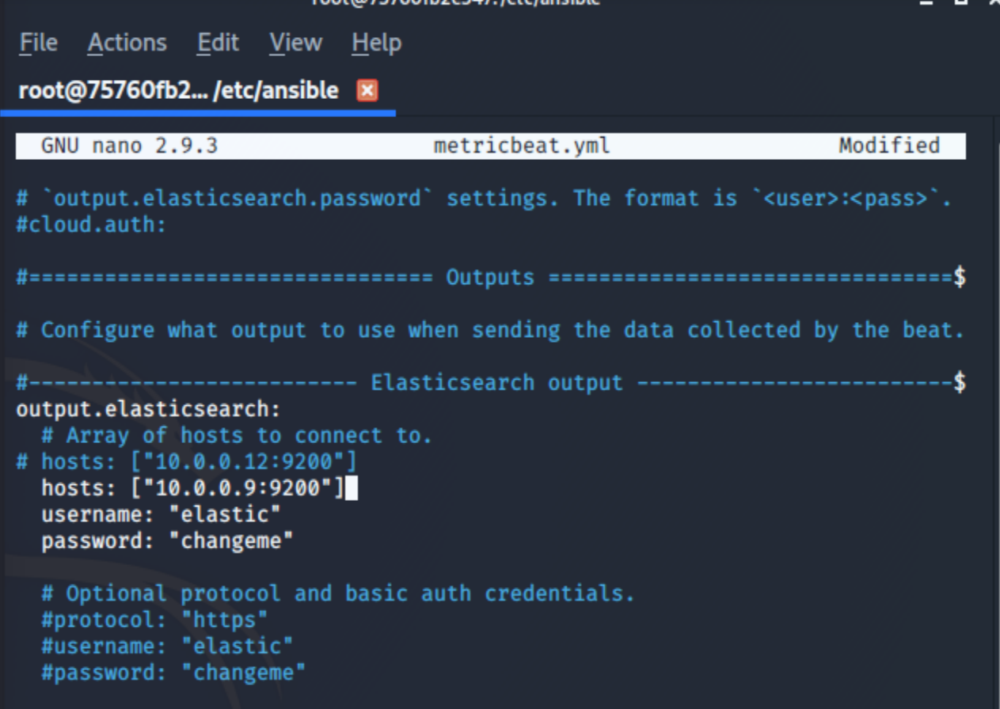 root@75760fb2c547:/etc/ansible
File Actions Edit View Help
root@75760fb2... /etc/ansible
GNU nano 2.9.3 metricbeat.yml Modified
# `output.elasticsearch.password` settings. The format is `<user>:<pass>`.
#cloud.auth:
#================================ Outputs ================================$
# Configure what output to use when sending the data collected by the beat.
#-------------------------- Elasticsearch output -------------------------$
output.elasticsearch:
# Array of hosts to connect to.
# hosts: ["10.0.0.12:9200"]
hosts: ["10.0.0.9:9200"]
username: "elastic"
password: "changeme"
# Optional protocol and basic auth credentials.
#protocol: "https"
#username: "elastic"
#password: "changeme"